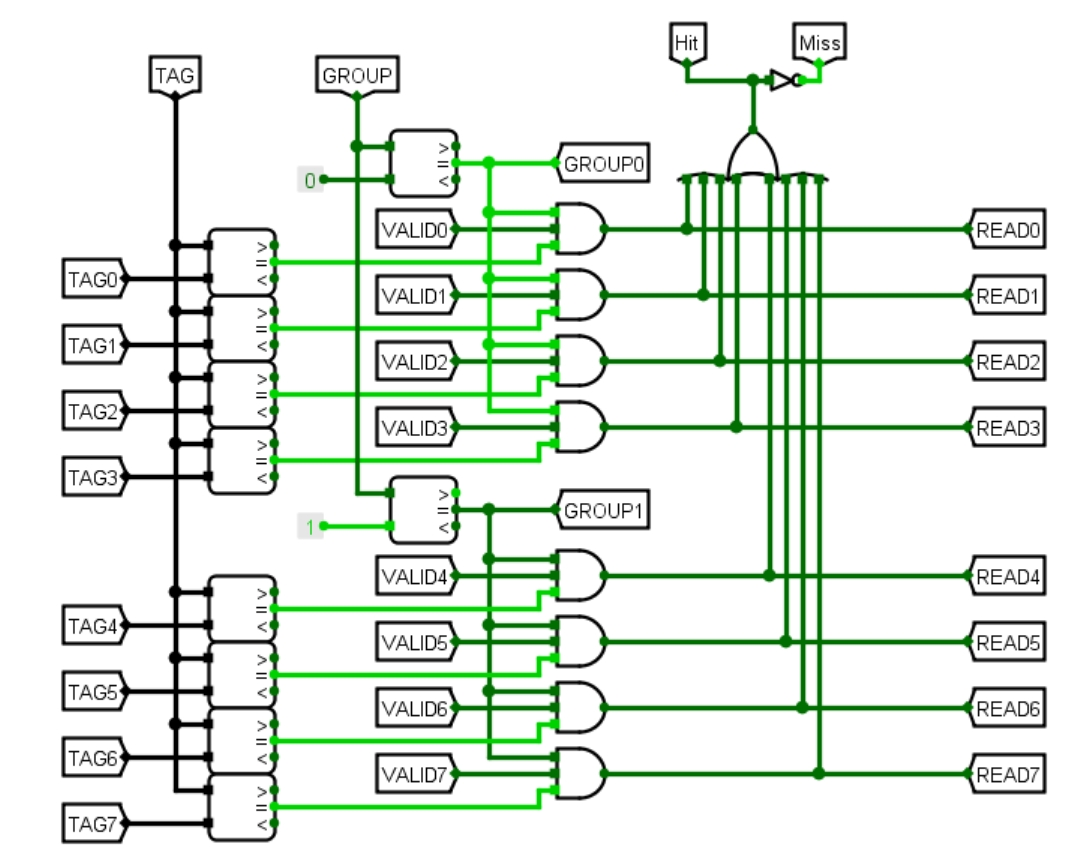 Hit Miss
TAG GROUP
>
=
<
GROUP0
0
VALID0 READ0
>
=
<
TAG0
VALID1 READ1
>
=
<
TAG1
VALID2 READ2
>
=
<
TAG2
VALID3 READ3
>
=
<
TAG3
>
=
<
GROUP1
1
VALID4 READ4
>
=
<
TAG4
VALID5 READ5
>
=
<
TAG5
VALID6 READ6
>
=
<
TAG6
VALID7 READ7
>
=
<
TAG7